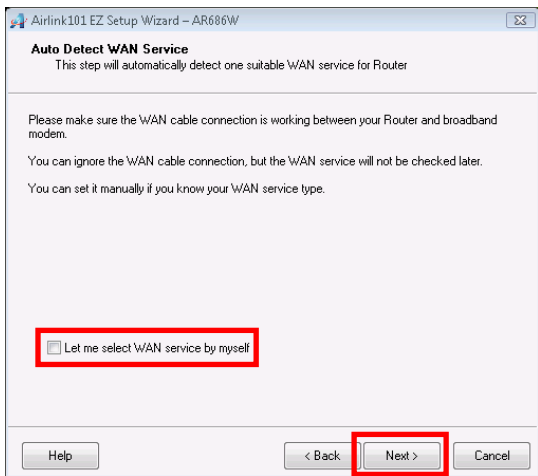 Airlink101 EZ Setup Wizard – AR686W
Auto Detect WAN Service
This step will automatically detect one suitable WAN service for Router
Please make sure the WAN cable connection is working between your Router and broadband
modem.
You can ignore the WAN cable connection, but the WAN service will not be checked later.
You can set it manually if you know your WAN service type.
Let me select WAN service by myself
Help
< Back
Next >
Cancel